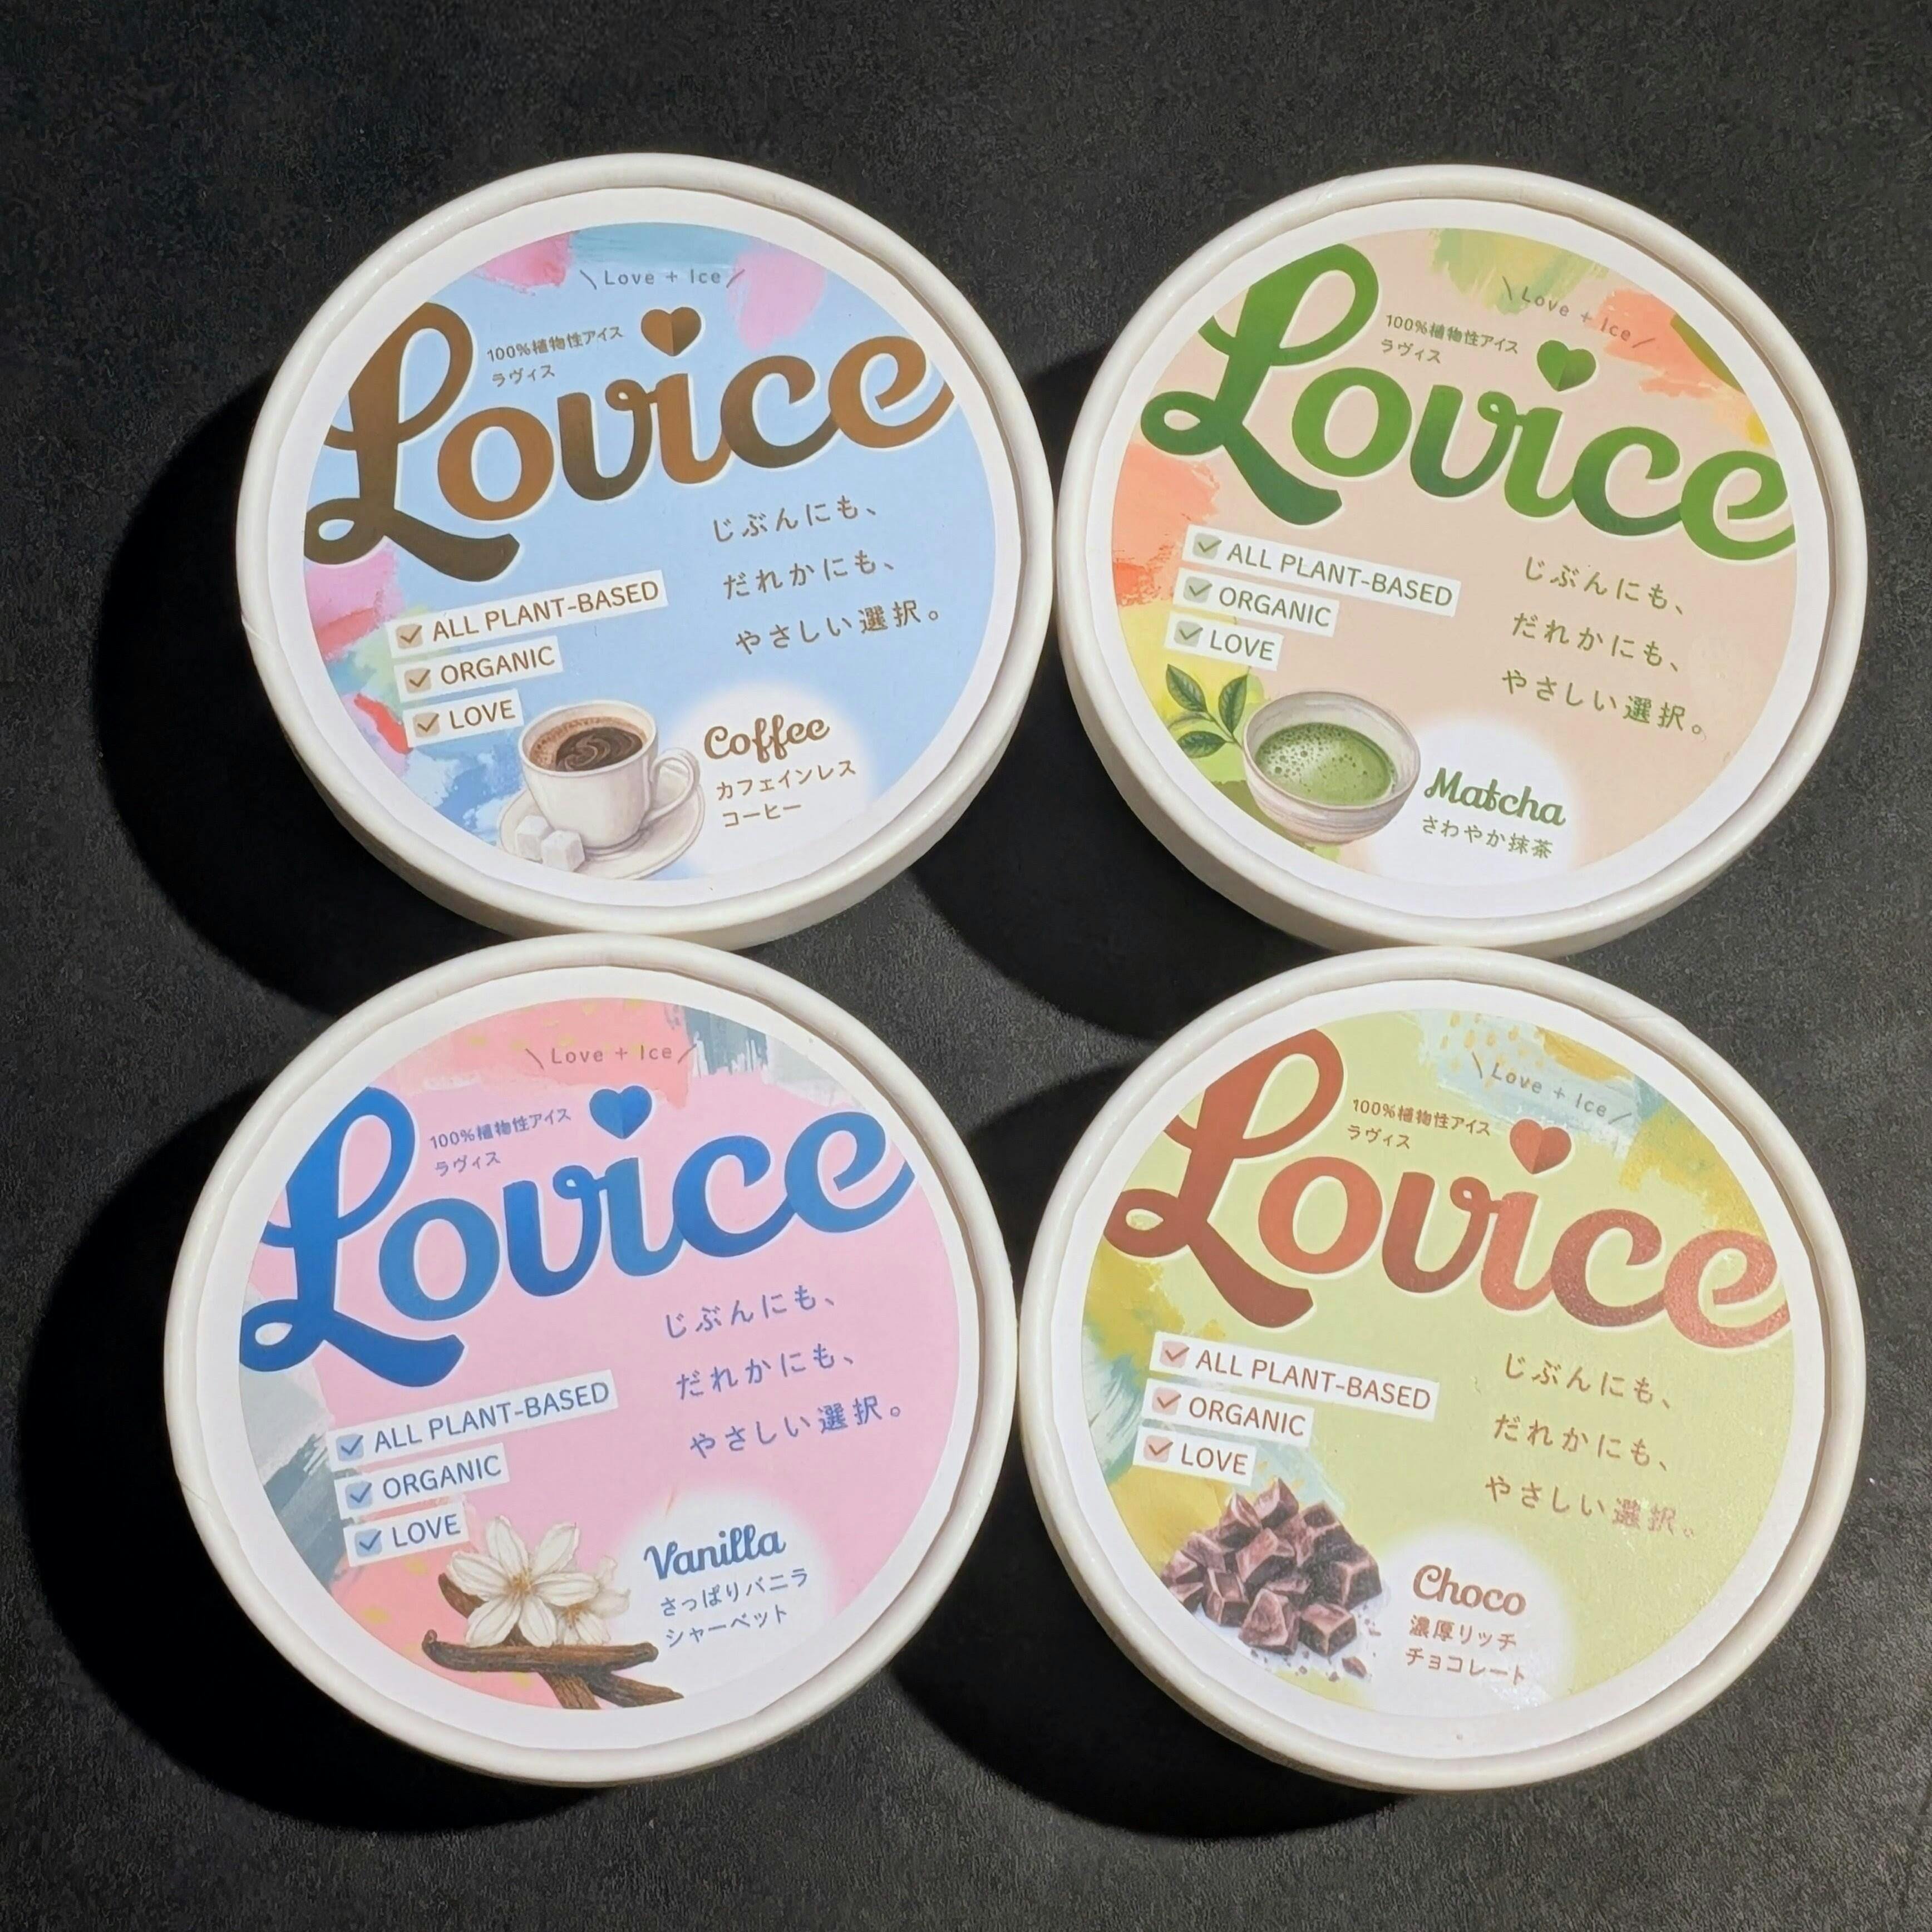 \Love + Ice/
100%植物性アイス
ラヴィス
Lovice
じぶんにも、
だれかにも、
やさしい選択。
ALL PLANT-BASED
ORGANIC
LOVE
Coffee
カフェインレス
コーヒー
\Love + Ice/
100%植物性アイス
ラヴィス
Lovice
じぶんにも、
だれかにも、
やさしい選択。
ALL PLANT-BASED
ORGANIC
LOVE
Matcha
さわやか抹茶
\Love + Ice/
100%植物性アイス
ラヴィス
Lovice
じぶんにも、
だれかにも、
やさしい選択。
ALL PLANT-BASED
ORGANIC
LOVE
Vanilla
さっぱりバニラ
シャーベット
\Love + Ice/
100%植物性アイス
ラヴィス
Lovice
じぶんにも、
だれかにも、
やさしい選択。
ALL PLANT-BASED
ORGANIC
LOVE
Choco
濃厚リッチ
チョコレート